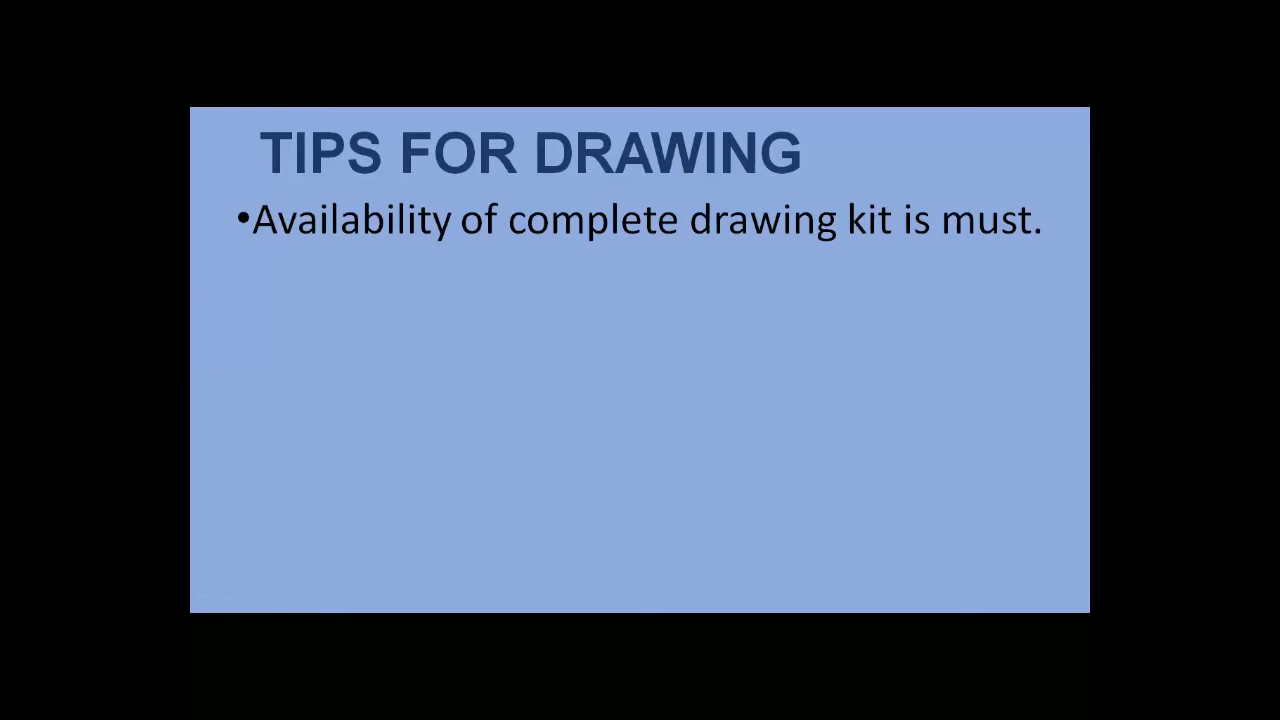 TIPS FOR DRAWING
•Availability of complete drawing kit is must.